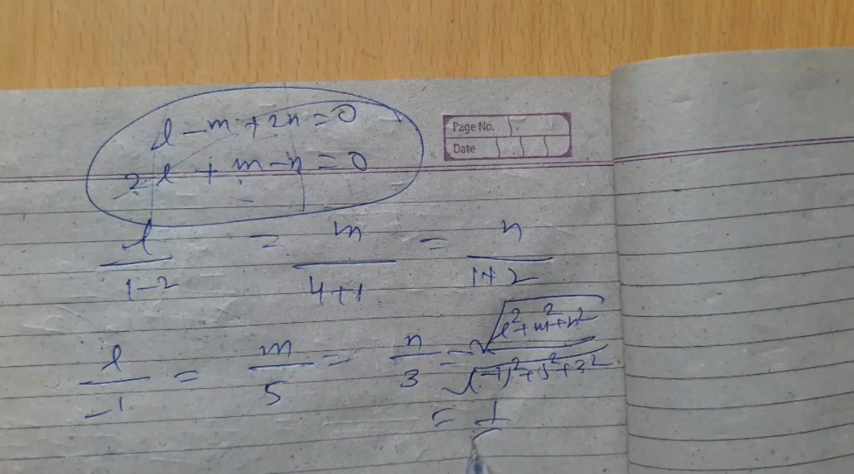 l - m + 2n = 0
Page No.
Date
2l + m - n = 0
l/(1-2) = m/(4+1) = n/(1+2)
l/-1 = m/5 = n/3 = √(l²+m²+n²)/√((-1)²+5²+3²)
= 1/